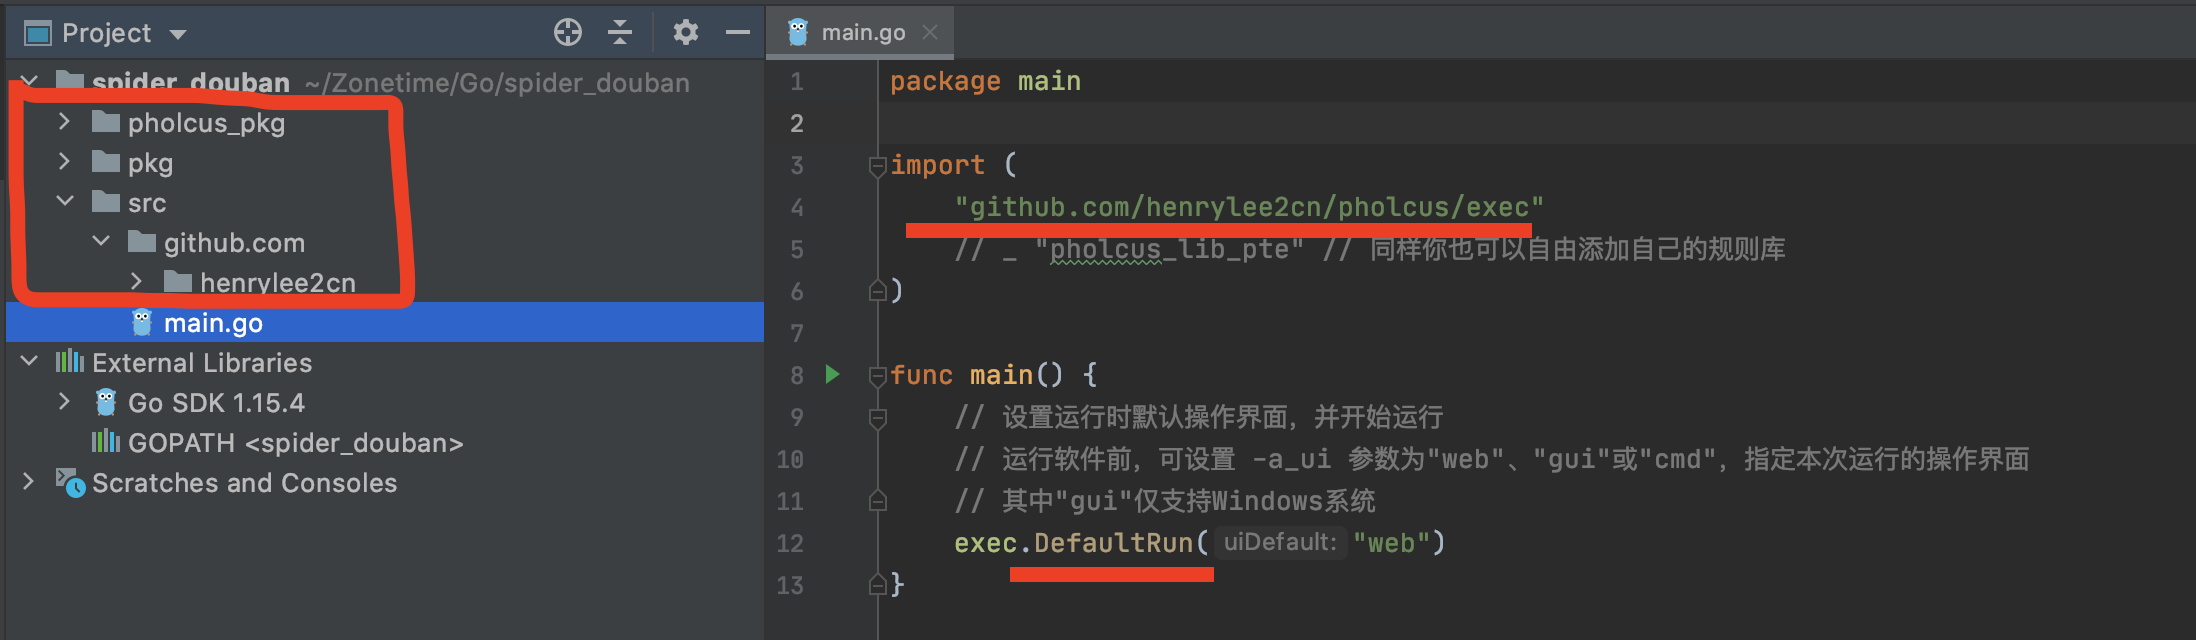 Project
spider_douban ~/Zonetime/Go/spider_douban
pholcus_pkg
pkg
src
github.com
henrylee2cn
main.go
External Libraries
Go SDK 1.15.4
GOPATH <spider_douban>
Scratches and Consoles
main.go
1 package main
2
3 import (
4 "github.com/henrylee2cn/pholcus/exec"
5 // _ "pholcus_lib_pte" // 同样你也可以自由添加自己的规则库
6 )
7
8 func main() {
9 // 设置运行时默认操作界面，并开始运行
10 // 运行软件前，可设置 -a_ui 参数为"web"、"gui"或"cmd"，指定本次运行的操作界面
11 // 其中"gui"仅支持Windows系统
12 exec.DefaultRun( uiDefault: "web")
13 }